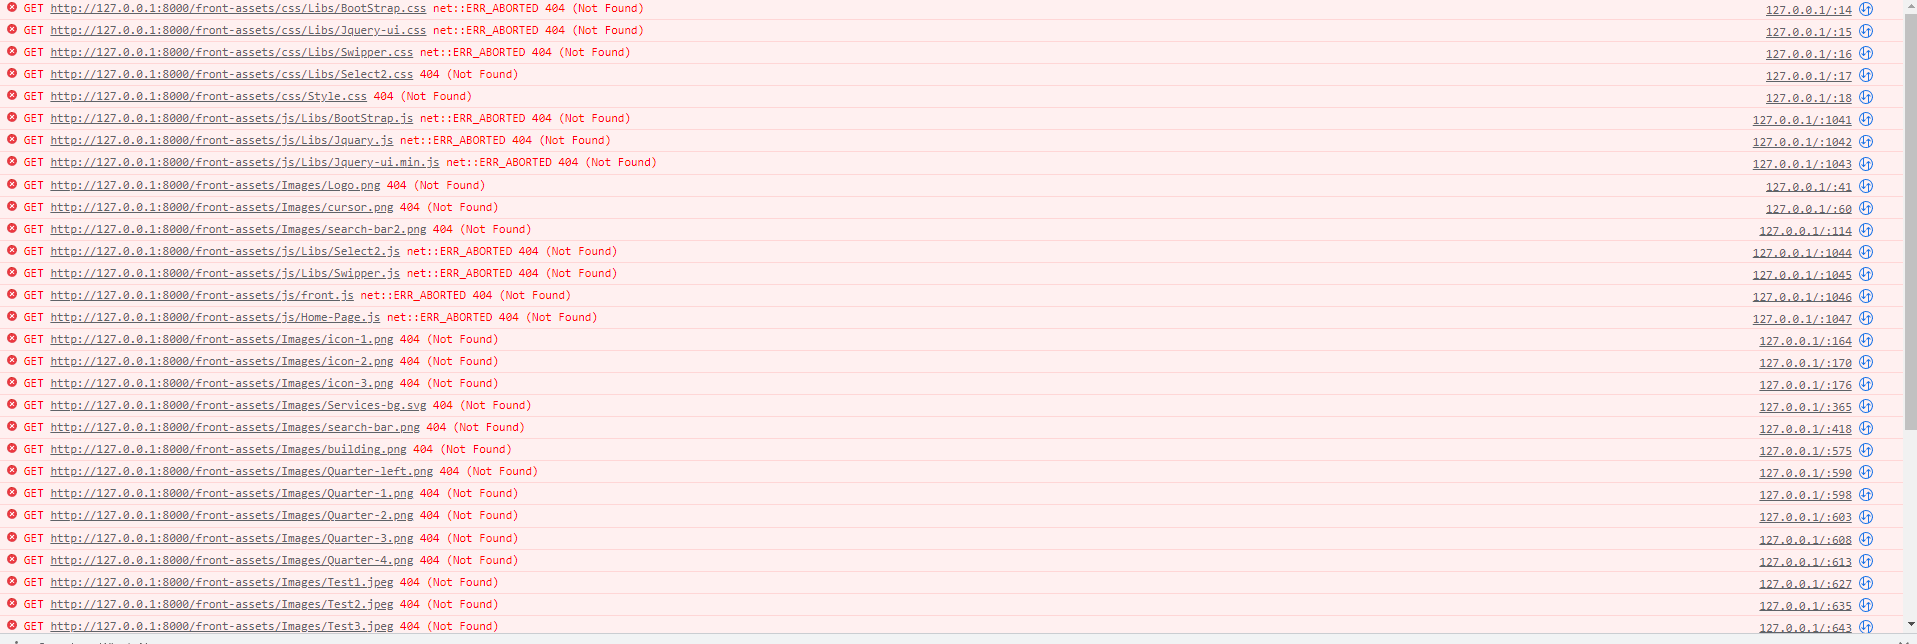 GET http://127.0.0.1:8000/front-assets/css/Libs/BootStrap.css net::ERR_ABORTED 404 (Not Found) 127.0.0.1/:14
GET http://127.0.0.1:8000/front-assets/css/Libs/Jquery-ui.css net::ERR_ABORTED 404 (Not Found) 127.0.0.1/:15
GET http://127.0.0.1:8000/front-assets/css/Libs/Swipper.css net::ERR_ABORTED 404 (Not Found) 127.0.0.1/:16
GET http://127.0.0.1:8000/front-assets/css/Libs/Select2.css 404 (Not Found) 127.0.0.1/:17
GET http://127.0.0.1:8000/front-assets/css/Style.css 404 (Not Found) 127.0.0.1/:18
GET http://127.0.0.1:8000/front-assets/js/Libs/BootStrap.js net::ERR_ABORTED 404 (Not Found) 127.0.0.1/:1041
GET http://127.0.0.1:8000/front-assets/js/Libs/Jquary.js net::ERR_ABORTED 404 (Not Found) 127.0.0.1/:1042
GET http://127.0.0.1:8000/front-assets/js/Libs/Jquery-ui.min.js net::ERR_ABORTED 404 (Not Found) 127.0.0.1/:1043
GET http://127.0.0.1:8000/front-assets/Images/Logo.png 404 (Not Found) 127.0.0.1/:41
GET http://127.0.0.1:8000/front-assets/Images/cursor.png 404 (Not Found) 127.0.0.1/:60
GET http://127.0.0.1:8000/front-assets/Images/search-bar2.png 404 (Not Found) 127.0.0.1/:114
GET http://127.0.0.1:8000/front-assets/js/Libs/Select2.js net::ERR_ABORTED 404 (Not Found) 127.0.0.1/:1044
GET http://127.0.0.1:8000/front-assets/js/Libs/Swipper.js net::ERR_ABORTED 404 (Not Found) 127.0.0.1/:1045
GET http://127.0.0.1:8000/front-assets/js/front.js net::ERR_ABORTED 404 (Not Found) 127.0.0.1/:1046
GET http://127.0.0.1:8000/front-assets/js/Home-Page.js net::ERR_ABORTED 404 (Not Found) 127.0.0.1/:1047
GET http://127.0.0.1:8000/front-assets/Images/icon-1.png 404 (Not Found) 127.0.0.1/:164
GET http://127.0.0.1:8000/front-assets/Images/icon-2.png 404 (Not Found) 127.0.0.1/:170
GET http://127.0.0.1:8000/front-assets/Images/icon-3.png 404 (Not Found) 127.0.0.1/:176
GET http://127.0.0.1:8000/front-assets/Images/Services-bg.svg 404 (Not Found) 127.0.0.1/:365
GET http://127.0.0.1:8000/front-assets/Images/search-bar.png 404 (Not Found) 127.0.0.1/:418
GET http://127.0.0.1:8000/front-assets/Images/building.png 404 (Not Found) 127.0.0.1/:575
GET http://127.0.0.1:8000/front-assets/Images/Quarter-left.png 404 (Not Found) 127.0.0.1/:590
GET http://127.0.0.1:8000/front-assets/Images/Quarter-1.png 404 (Not Found) 127.0.0.1/:598
GET http://127.0.0.1:8000/front-assets/Images/Quarter-2.png 404 (Not Found) 127.0.0.1/:603
GET http://127.0.0.1:8000/front-assets/Images/Quarter-3.png 404 (Not Found) 127.0.0.1/:608
GET http://127.0.0.1:8000/front-assets/Images/Quarter-4.png 404 (Not Found) 127.0.0.1/:613
GET http://127.0.0.1:8000/front-assets/Images/Test1.jpeg 404 (Not Found) 127.0.0.1/:627
GET http://127.0.0.1:8000/front-assets/Images/Test2.jpeg 404 (Not Found) 127.0.0.1/:635
GET http://127.0.0.1:8000/front-assets/Images/Test3.jpeg 404 (Not Found) 127.0.0.1/:643